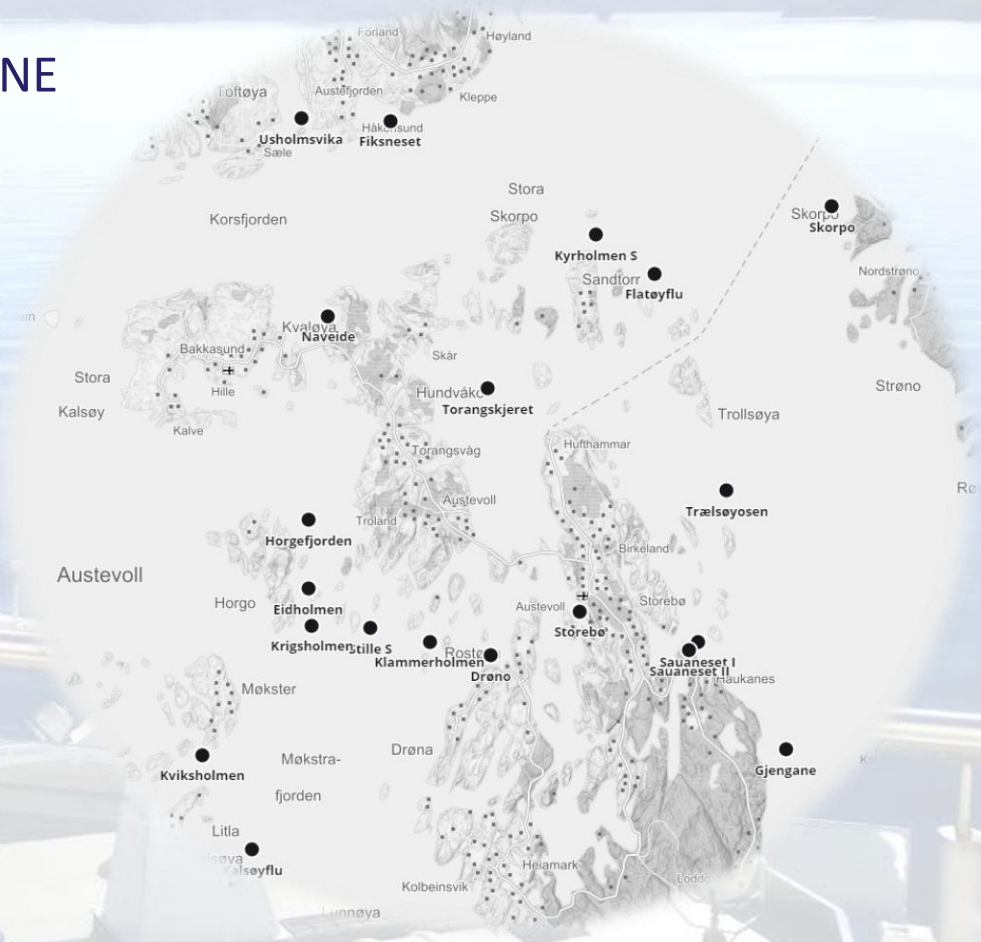 NE
Forland
Høyland
Toftøya
Austefjorden
Kleppe
Usholmsvika
Fiksneset
Sæle
Stora
Skorpo
Korsfjorden
Skorpo
Kyrholmen S
Sandtorr
Flatøyflu
Nordstrøno
Kvaløya
Naveide
Bakkasund
Skår
Stora
Kalsøy
Hille
Hundvåko
Torangskjeret
Strøno
Trollsøya
Kalve
Torangsvåg
Hufthammar
Austevoll
Trælsøyosen
Troland
Horgefjorden
Birkeland
Austevoll
Horgo
Eidholmen
Austevoll
Storebø
Storebø
Krigsholmen
Stille S
Klammerholmen
Drøno
Sauaneset I
Sauaneset II
Haukanes
Møkster
Drøna
Møkstra-
fjorden
Kviksholmen
Gjengane
Litla
Kalsøyflu
Heiamark
Kolbeinsvik